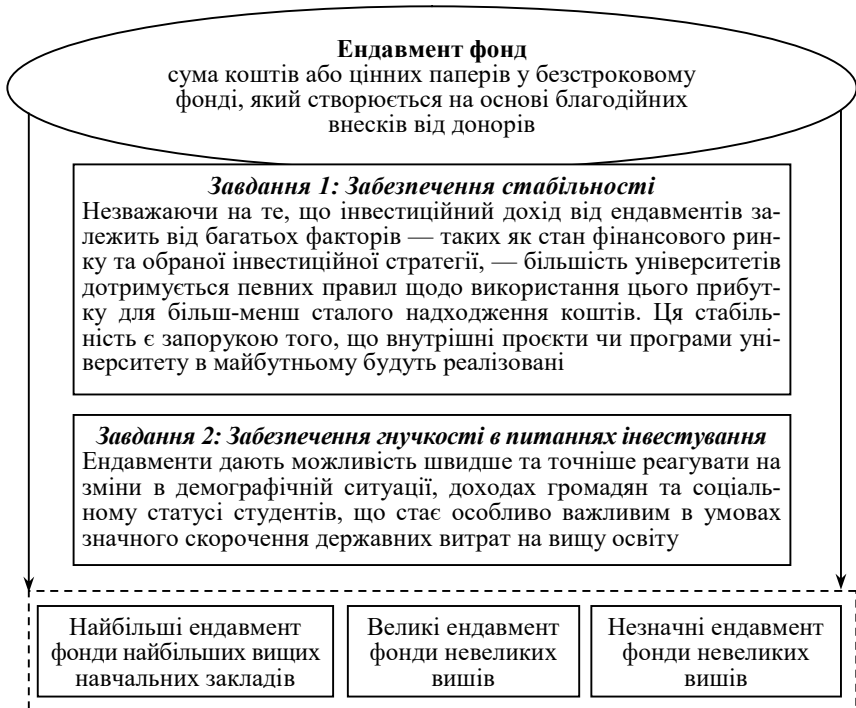 Ендавмент фонд
сума коштів або цінних паперів у безстроковому
фонді, який створюється на основі благодійних
внесків від донорів
Завдання 1: Забезпечення стабільності
Незважаючи на те, що інвестиційний дохід від ендавментів за-
лежить від багатьох факторів — таких як стан фінансового рин-
ку та обраної інвестиційної стратегії, — більшість університетів
дотримується певних правил щодо використання цього прибут-
ку для більш-менш сталого надходження коштів. Ця стабіль-
ність є запорукою того, що внутрішні проєкти чи програми уні-
верситету в майбутньому будуть реалізовані
Завдання 2: Забезпечення гнучкості в питаннях інвестування
Ендавменти дають можливість швидше та точніше реагувати на
зміни в демографічній ситуації, доходах громадян та соціаль-
ному статусі студентів, що стає особливо важливим в умовах
значного скорочення державних витрат на вищу освіту
Найбільші ендавмент
фонди найбільших вищих
навчальних закладів
Великі ендавмент
фонди невеликих
вишів
Незначні ендавмент
фонди невеликих
вишів